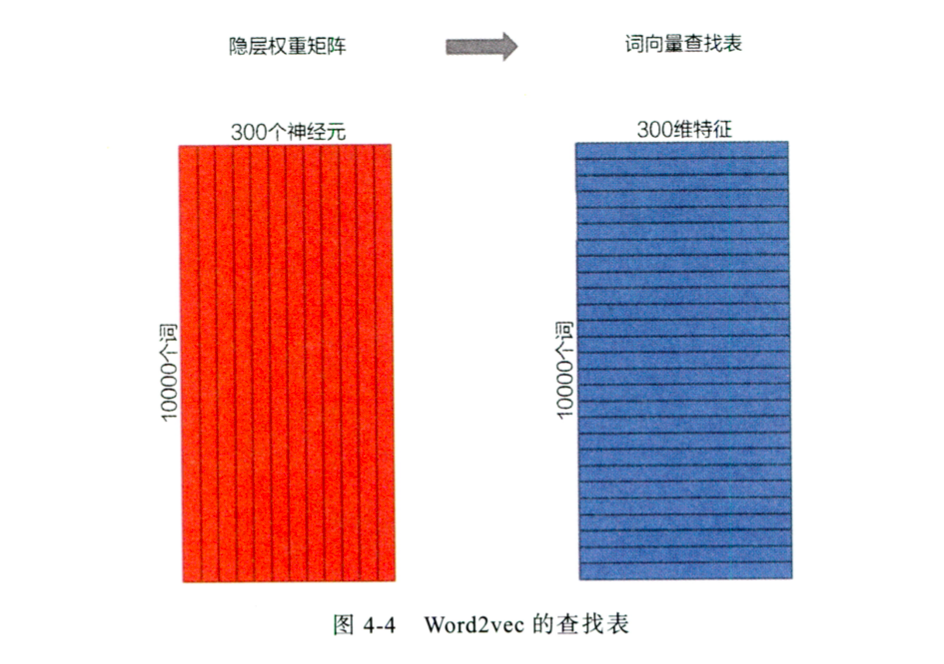 隐层权重矩阵
词向量查找表
300个神经元
300维特征
10000个词
10000个词
图 4-4 Word2vec 的查找表